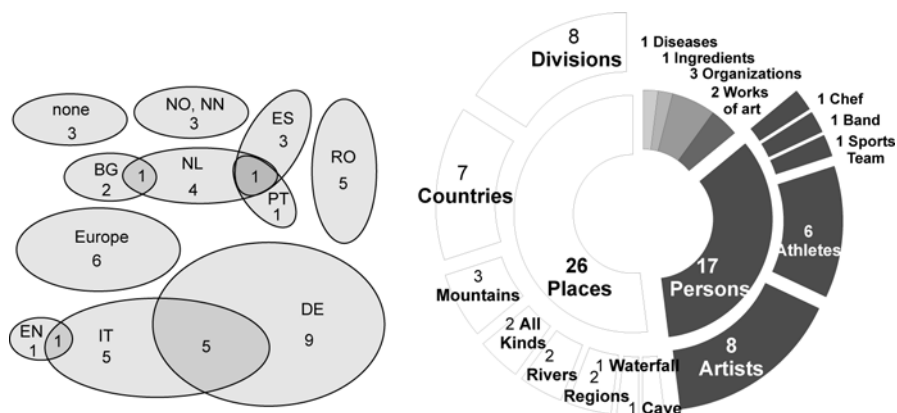 none
3
NO, NN
3
ES
3
RO
5
BG
2
1
NL
4
1
PT
1
Europe
6
EN
1
1
IT
5
5
DE
9
8
Divisions
7
Countries
3
Mountains
2 All
Kinds
2
Rivers
2
Regions
1 Waterfall
1 Cave
26
Places
1 Diseases
1 Ingredients
3 Organizations
2 Works
of art
1 Chef
1 Band
1 Sports
Team
6
Athletes
17
Persons
8
Artists